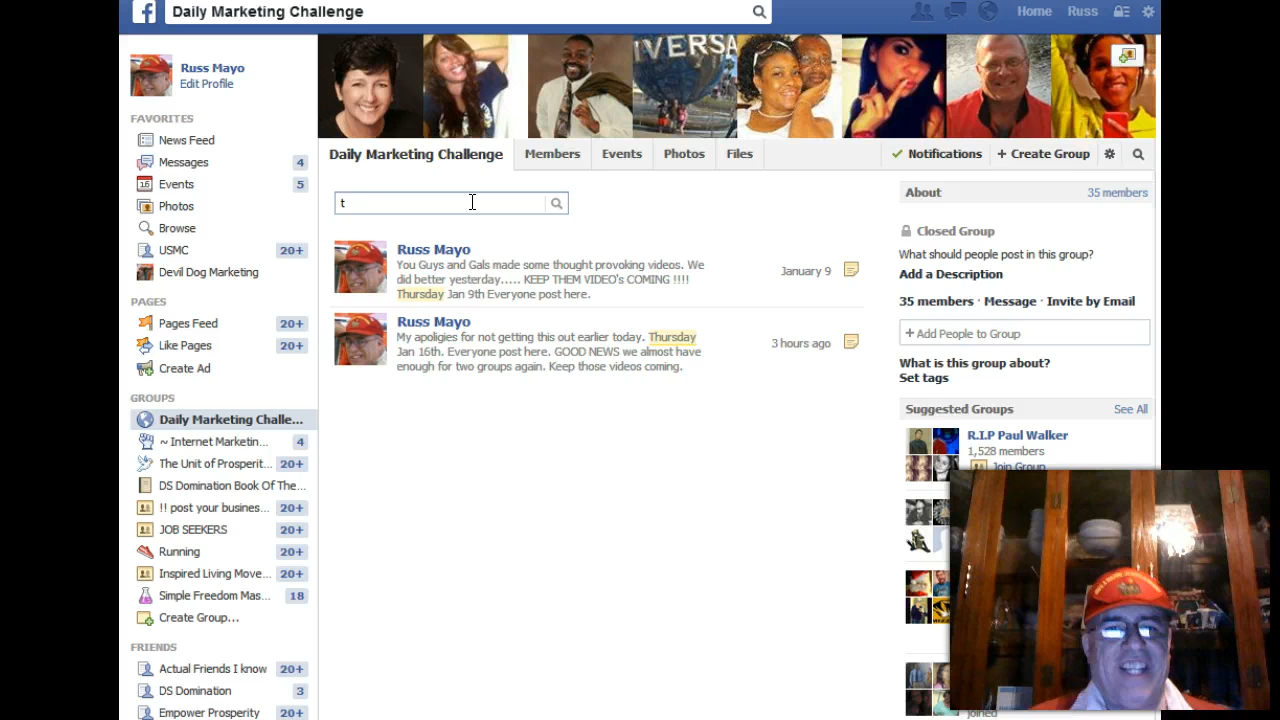 Daily Marketing Challenge
Home
Russ
Russ Mayo
Edit Profile
FAVORITES
News Feed
Messages 4
Events 5
Photos
Browse
USMC 20+
Devil Dog Marketing
PAGES
Pages Feed 20+
Like Pages 20+
Create Ad
GROUPS
Daily Marketing Challe...
~ Internet Marketin... 4
The Unit of Prosperit... 20+
DS Domination Book Of The...
!! post your busines... 20+
JOB SEEKERS 20+
Running 20+
Inspired Living Move... 20+
Simple Freedom Mas... 18
Create Group...
FRIENDS
Actual Friends I know 20+
DS Domination 3
Empower Prosperity 20+
IVERSA
Daily Marketing Challenge
Members
Events
Photos
Files
Notifications
+ Create Group
t
Russ Mayo
You Guys and Gals made some thought provoking videos. We
did better yesterday..... KEEP THEM VIDEO's COMING !!!!
Thursday Jan 9th Everyone post here.
January 9
Russ Mayo
My apoligies for not getting this out earlier today. Thursday
Jan 16th. Everyone post here. GOOD NEWS we almost have
enough for two groups again. Keep those videos coming.
3 hours ago
About
35 members
Closed Group
What should people post in this group?
Add a Description
35 members · Message · Invite by Email
+ Add People to Group
What is this group about?
Set tags
Suggested Groups
See All
R.I.P Paul Walker
1,528 members
Join Group
joined